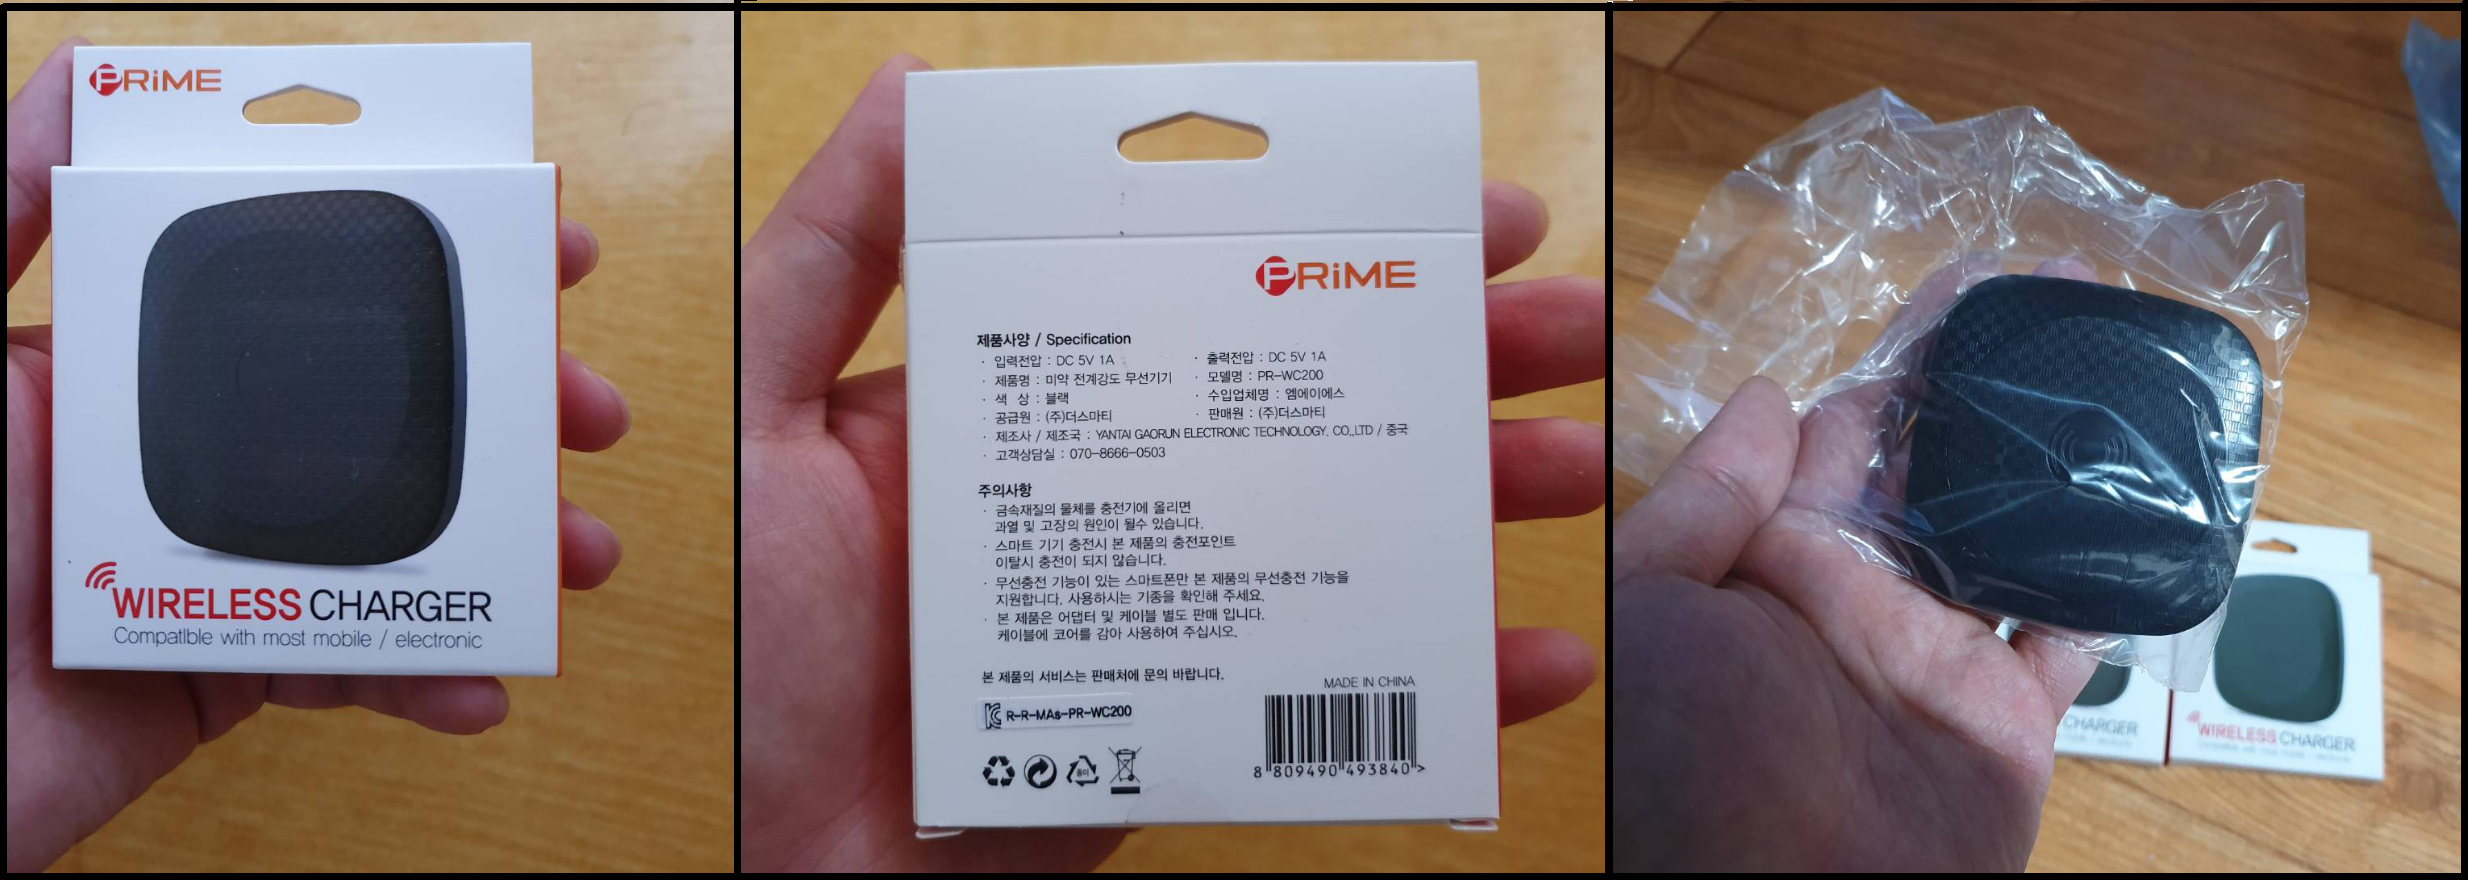 PRiME
WIRELESS CHARGER
Compatible with most mobile / electronic
PRiME
제품사양 / Specification
· 입력전압 : DC 5V 1A · 출력전압 : DC 5V 1A
· 제품명 : 미약 전계강도 무선기기 · 모델명 : PR-WC200
· 색 상 : 블랙 · 수입업체명 : 엠에이에스
· 공급원 : (주)더스마티 · 판매원 : (주)더스마티
· 제조사 / 제조국 : YANTAI GAORUN ELECTRONIC TECHNOLOGY. CO.,LTD / 중국
· 고객상담실 : 070-8666-0503
주의사항
· 금속재질의 물체를 충전기에 올리면
과열 및 고장의 원인이 될수 있습니다.
· 스마트 기기 충전시 본 제품의 충전포인트
이탈시 충전이 되지 않습니다.
· 무선충전 기능이 있는 스마트폰만 본 제품의 무선충전 기능을
지원합니다. 사용하시는 기종을 확인해 주세요.
· 본 제품은 어댑터 및 케이블 별도 판매 입니다.
케이블에 코어를 감아 사용하여 주십시오.
본 제품의 서비스는 판매처에 문의 바랍니다.
MADE IN CHINA
R-R-MAs-PR-WC200
종이
8 809490 493840 >
CHARGER
WIRELESS CHARGER